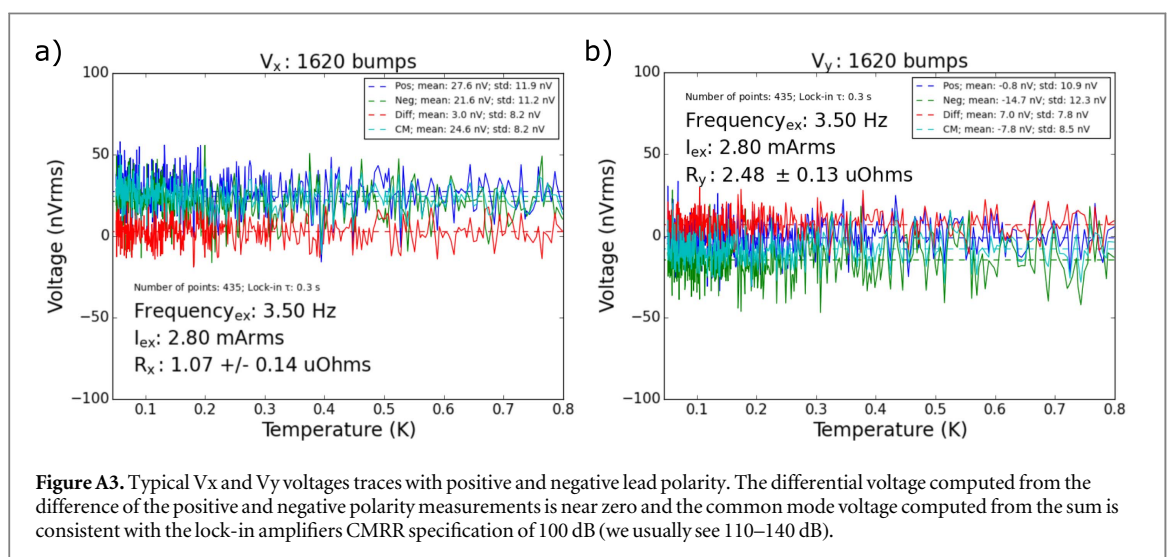 a)
Vx: 1620 bumps
100
50
0
−50
−100
Voltage (nVrms)
Pos; mean: 27.6 nV; std: 11.9 nV
Neg; mean: 21.6 nV; std: 11.2 nV
Diff; mean: 3.0 nV; std: 8.2 nV
CM; mean: 24.6 nV; std: 8.2 nV
Number of points: 435; Lock-in τ: 0.3 s
Frequencyex: 3.50 Hz
Iex: 2.80 mArms
Rx: 1.07 +/- 0.14 uOhms
0.1 0.2 0.3 0.4 0.5 0.6 0.7 0.8
Temperature (K)
b)
Vy: 1620 bumps
100
50
0
−50
−100
Voltage (nVrms)
Number of points: 435; Lock-in τ: 0.3 s
Frequencyex: 3.50 Hz
Iex: 2.80 mArms
Ry: 2.48 ± 0.13 uOhms
Pos; mean: -0.8 nV; std: 10.9 nV
Neg; mean: -14.7 nV; std: 12.3 nV
Diff; mean: 7.0 nV; std: 7.8 nV
CM; mean: -7.8 nV; std: 8.5 nV
0.1 0.2 0.3 0.4 0.5 0.6 0.7 0.8
Temperature (K)
Figure A3. Typical Vx and Vy voltages traces with positive and negative lead polarity. The differential voltage computed from the
difference of the positive and negative polarity measurements is near zero and the common mode voltage computed from the sum is
consistent with the lock-in amplifiers CMRR specification of 100 dB (we usually see 110–140 dB).